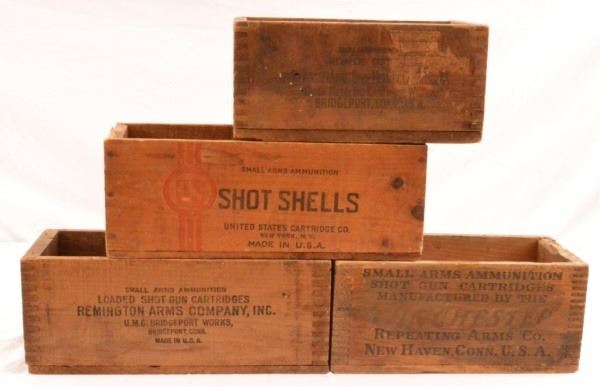 BRIDGEPORT, CONN. U.S.A.
SMALL ARMS AMMUNITION
US
SHOT SHELLS
UNITED STATES CARTRIDGE CO.
NEW YORK, N.Y.
MADE IN U.S.A.
SMALL ARMS AMMUNITION
LOADED SHOT GUN CARTRIDGES
REMINGTON ARMS COMPANY, INC.
U.M.C. BRIDGEPORT WORKS,
BRIDGEPORT, CONN.
MADE IN U.S.A.
SMALL ARMS AMMUNITION
SHOT GUN CARTRIDGES
MANUFACTURED BY THE
WINCHESTER
REPEATING ARMS CO.
NEW HAVEN, CONN. U.S.A.